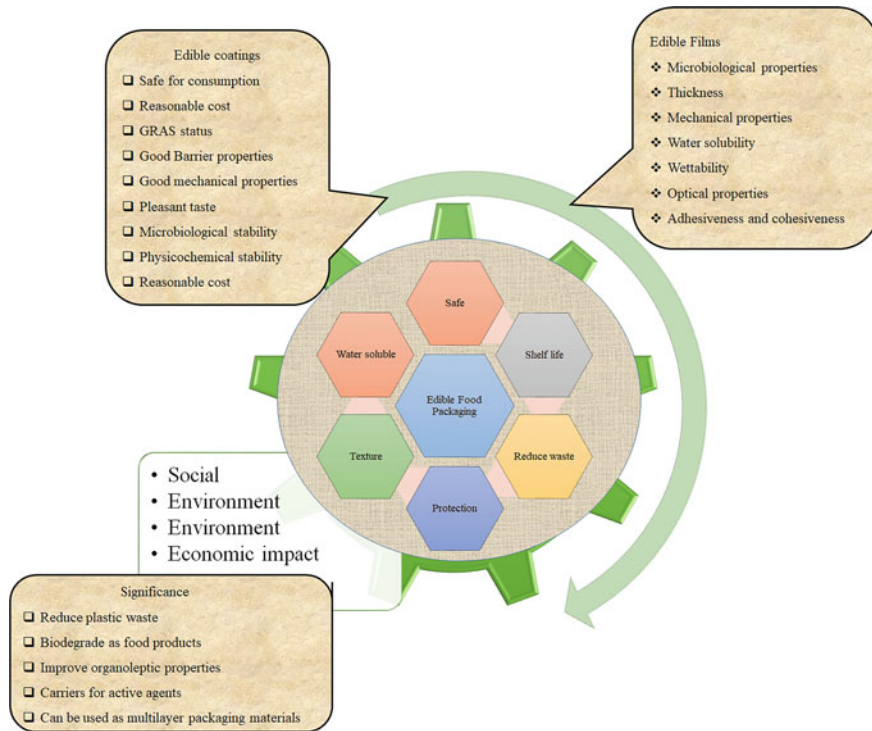 Edible coatings
Safe for consumption
Reasonable cost
GRAS status
Good Barrier properties
Good mechanical properties
Pleasant taste
Microbiological stability
Physicochemical stability
Reasonable cost
Edible Films
Microbiological properties
Thickness
Mechanical properties
Water solubility
Wettability
Optical properties
Adhesiveness and cohesiveness
Safe
Water soluble
Shelf life
Edible Food
Packaging
Texture
Reduce waste
Protection
Social
Environment
Environment
Economic impact
Significance
Reduce plastic waste
Biodegrade as food products
Improve organoleptic properties
Carriers for active agents
Can be used as multilayer packaging materials